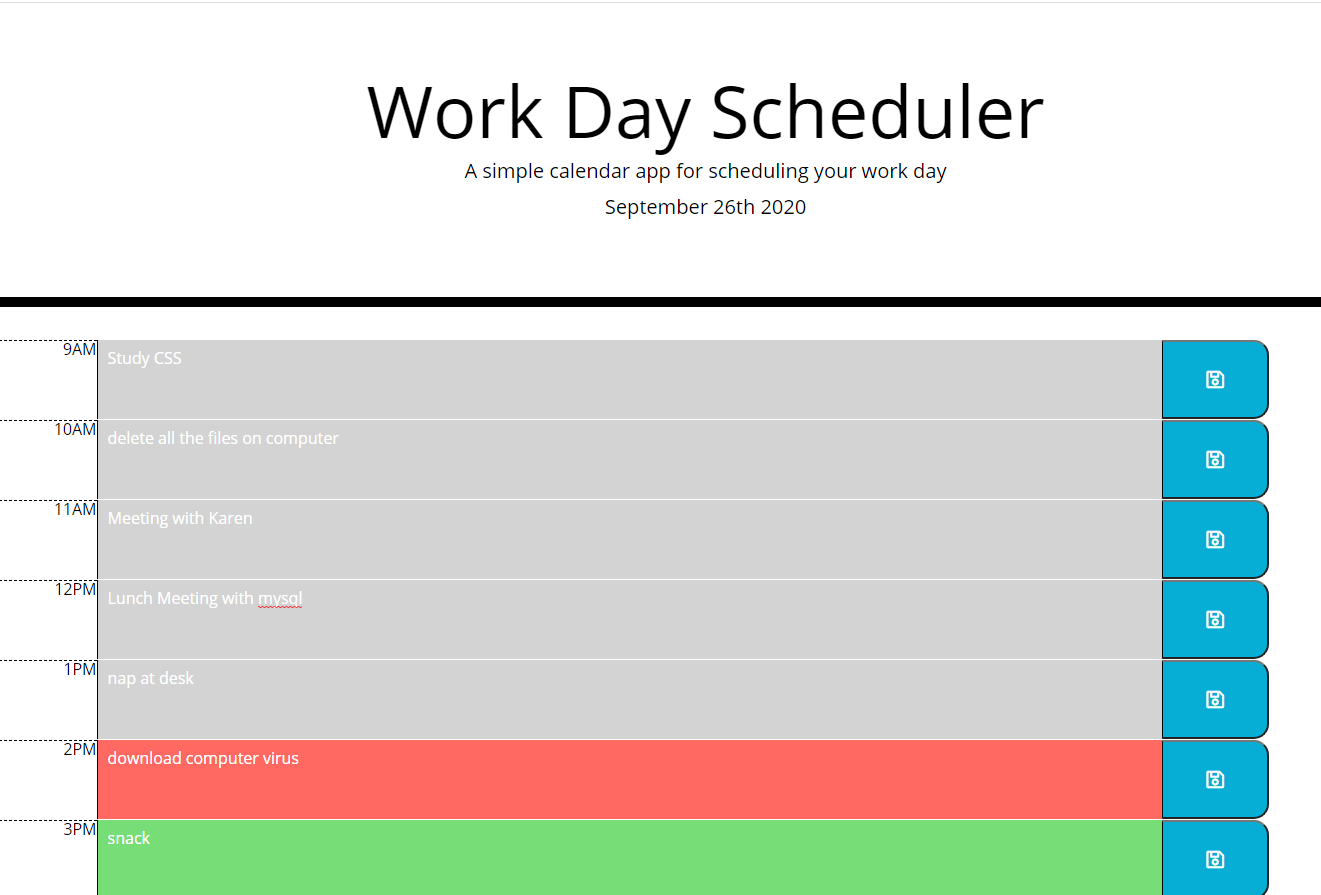 Work Day Scheduler
A simple calendar app for scheduling your work day
September 26th 2020
9AM
Study CSS
10AM
delete all the files on computer
11AM
Meeting with Karen
12PM
Lunch Meeting with mysql
1PM
nap at desk
2PM
download computer virus
3PM
snack